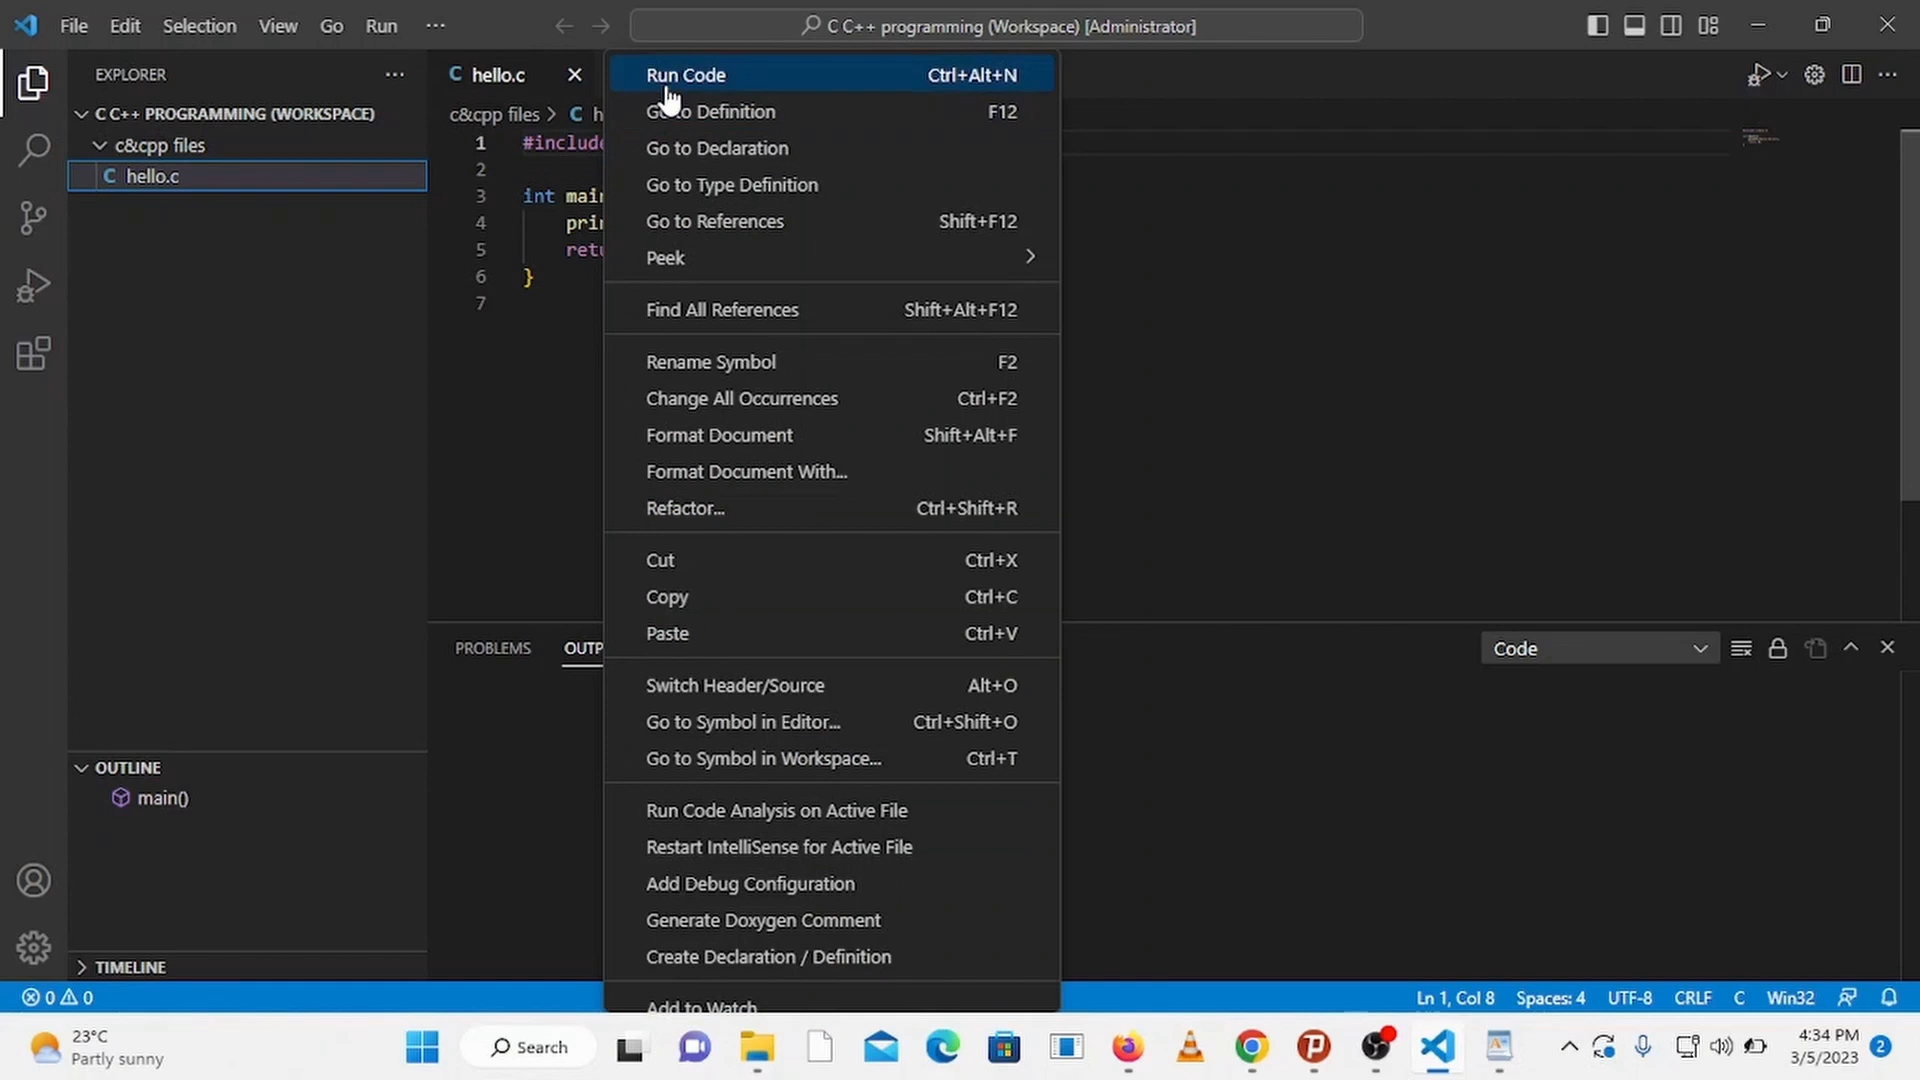 File Edit Selection View Go Run ... C C++ programming (Workspace) [Administrator]
EXPLORER ...
C C++ PROGRAMMING (WORKSPACE)
c&cpp files
C hello.c
OUTLINE
main()
TIMELINE
C hello.c
c&cpp files > C
1 #include
2
3 int main
4
5
6 }
7
Run Code Ctrl+Alt+N
Go to Definition F12
Go to Declaration
Go to Type Definition
Go to References Shift+F12
Peek
Find All References Shift+Alt+F12
Rename Symbol F2
Change All Occurrences Ctrl+F2
Format Document Shift+Alt+F
Format Document With...
Refactor... Ctrl+Shift+R
Cut Ctrl+X
Copy Ctrl+C
Paste Ctrl+V
Switch Header/Source Alt+O
Go to Symbol in Editor... Ctrl+Shift+O
Go to Symbol in Workspace... Ctrl+T
Run Code Analysis on Active File
Restart IntelliSense for Active File
Add Debug Configuration
Generate Doxygen Comment
Create Declaration / Definition
Add to Watch
PROBLEMS OUTP
Code
0 0 Ln 1, Col 8 Spaces: 4 UTF-8 CRLF C Win32
23°C
Partly sunny
Search
4:34 PM
3/5/2023
2